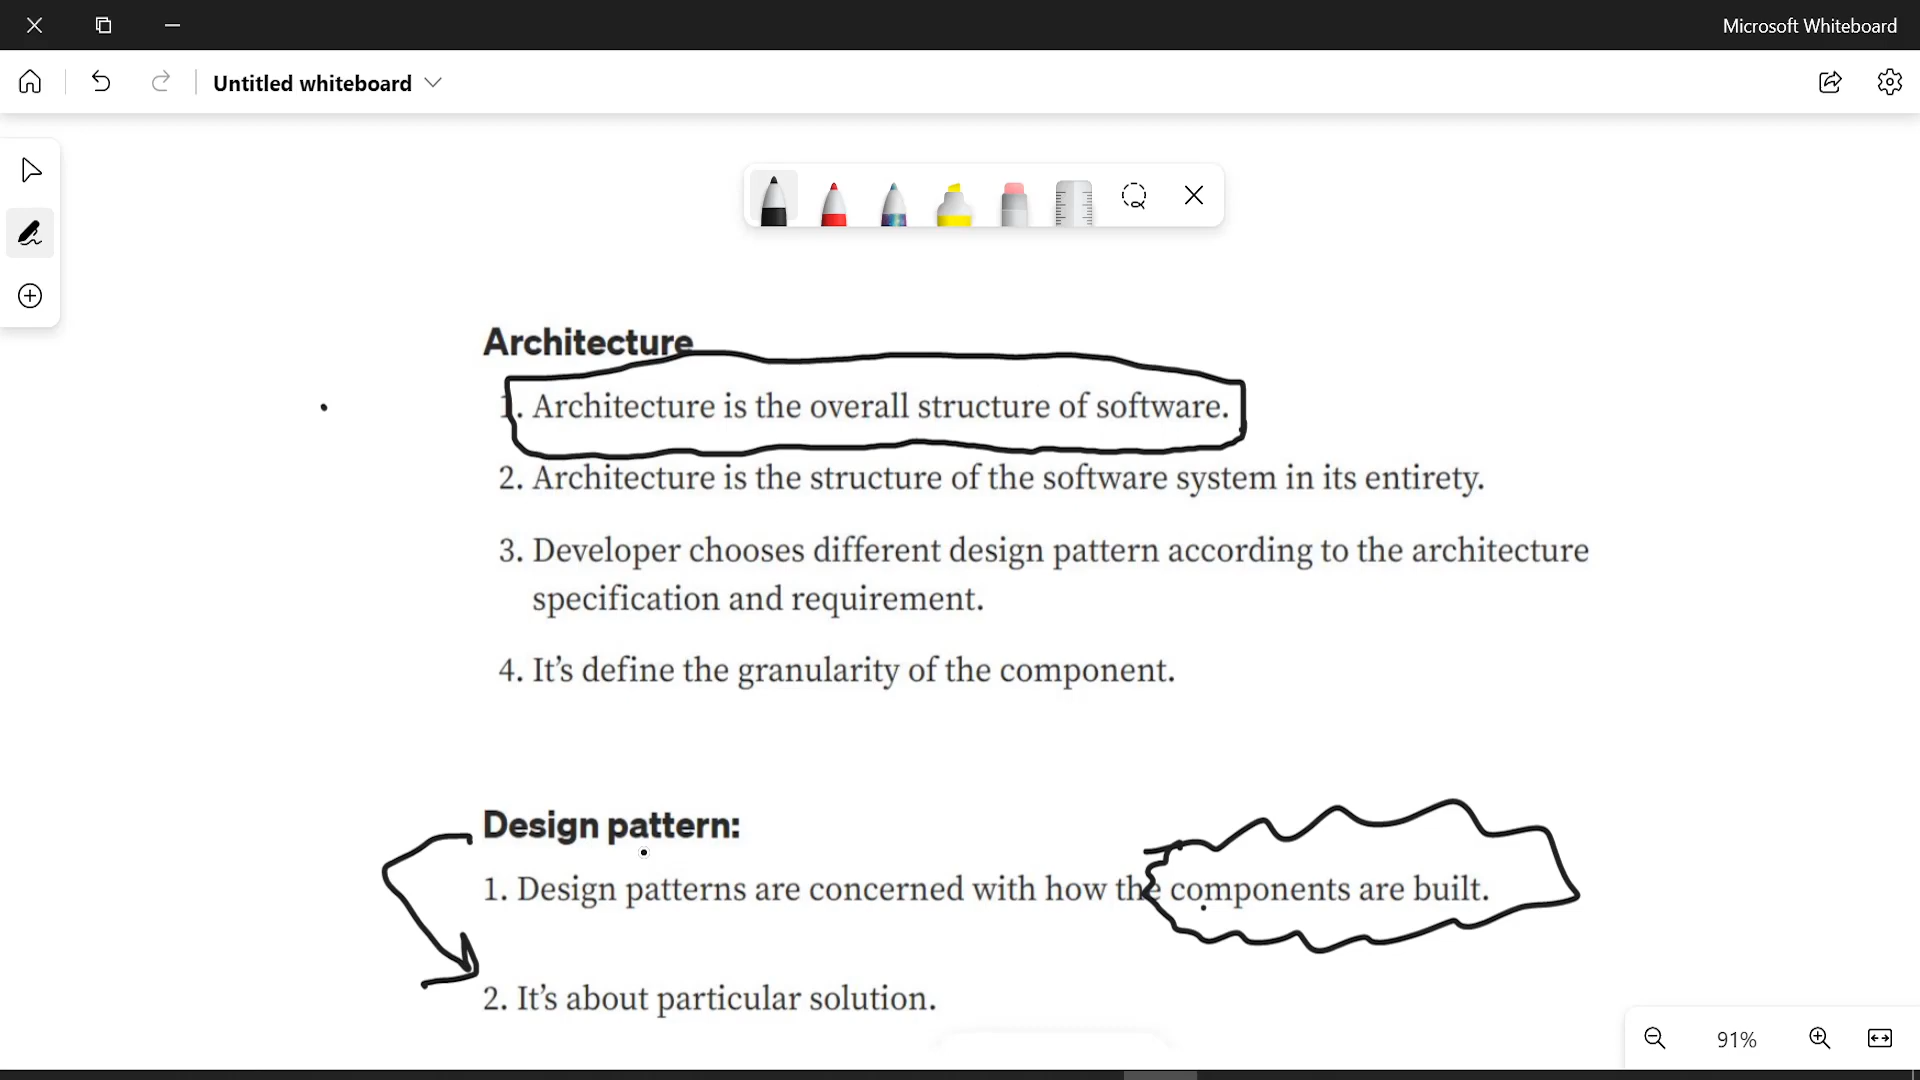 Microsoft Whiteboard
Untitled whiteboard
Architecture
1. Architecture is the overall structure of software.
2. Architecture is the structure of the software system in its entirety.
3. Developer chooses different design pattern according to the architecture
specification and requirement.
4. It’s define the granularity of the component.
Design pattern:
1. Design patterns are concerned with how the components are built.
2. It’s about particular solution.
91%